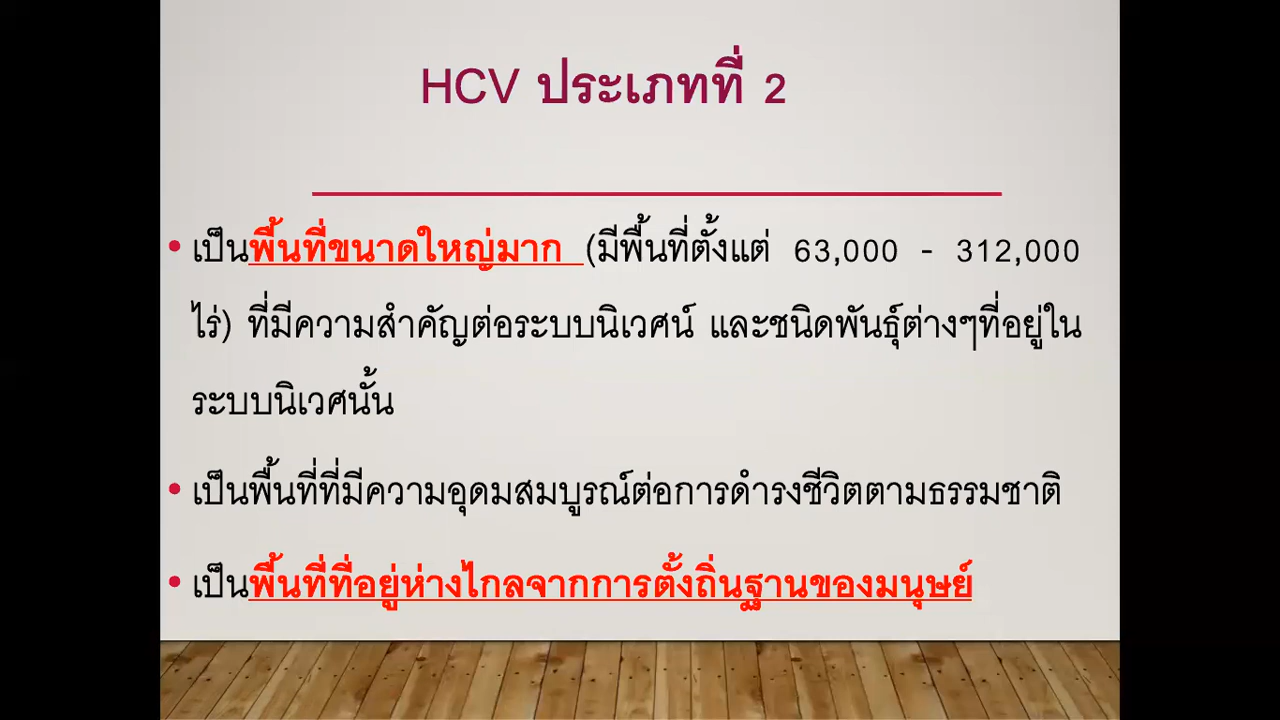 HCV ประเภทที่ 2
• เป็นพื้นที่ขนาดใหญ่มาก (มีพื้นที่ตั้งแต่ 63,000 - 312,000
ไร่) ที่มีความสำคัญต่อระบบนิเวศน์ และชนิดพันธุ์ต่างๆที่อยู่ใน
ระบบนิเวศนั้น
• เป็นพื้นที่ที่มีความอุดมสมบูรณ์ต่อการดำรงชีวิตตามธรรมชาติ
• เป็นพื้นที่ที่อยู่ห่างไกลจากการตั้งถิ่นฐานของมนุษย์